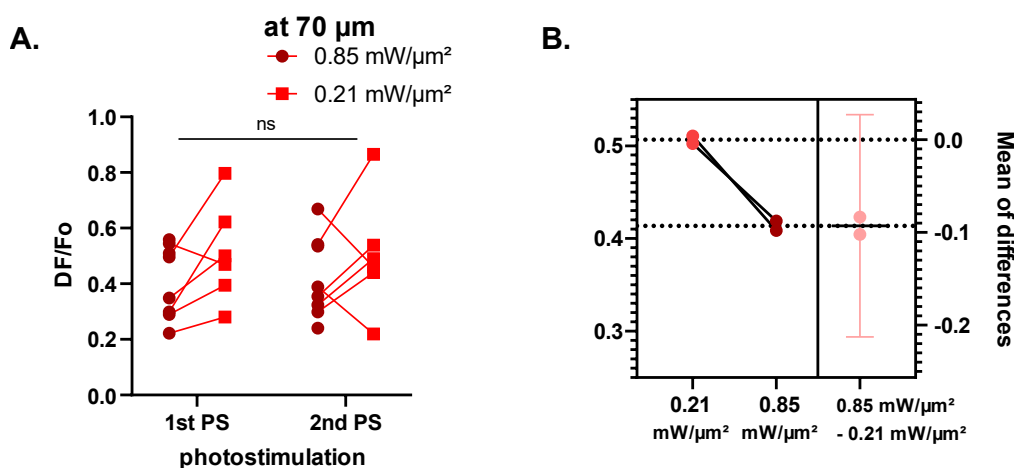 A.
at 70 µm
0.85 mW/µm²
0.21 mW/µm²
ns
1.0
0.8
0.6
0.4
0.2
0.0
DF/Fo
1st PS
2nd PS
photostimulation
B.
0.5
0.4
0.3
0.0
-0.1
-0.2
Mean of differences
0.21
mW/µm²
0.85
mW/µm²
0.85 mW/µm²
- 0.21 mW/µm²